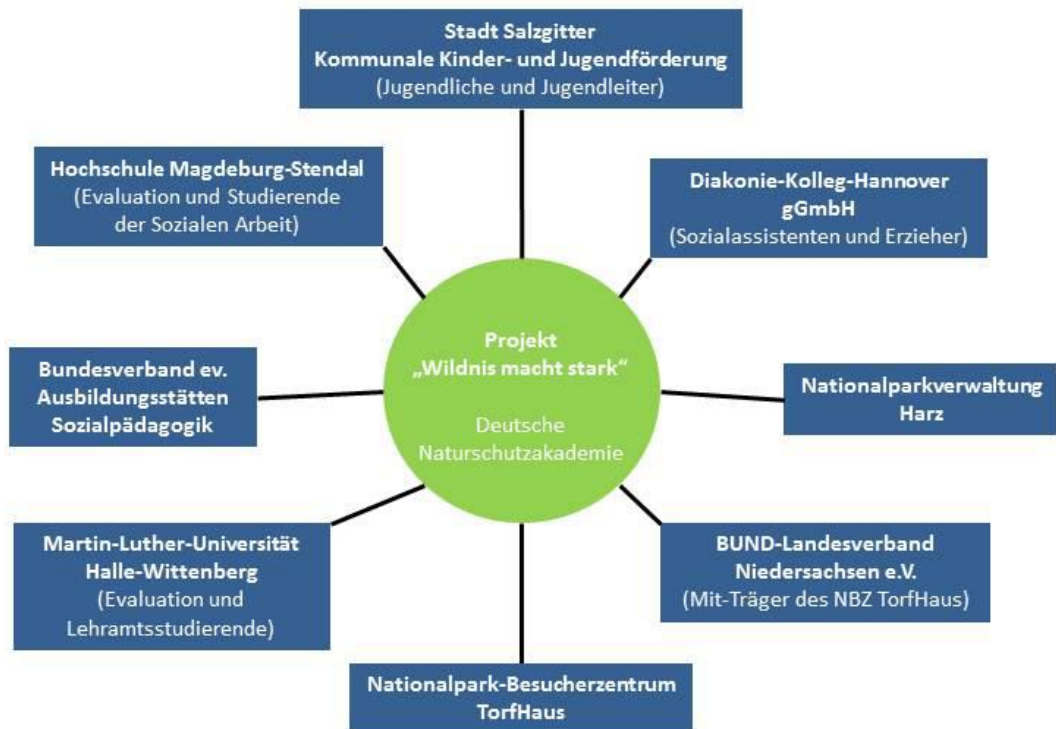 Stadt Salzgitter
Kommunale Kinder- und Jugendförderung
(Jugendliche und Jugendleiter)
Hochschule Magdeburg-Stendal
(Evaluation und Studierende
der Sozialen Arbeit)
Diakonie-Kolleg-Hannover
gGmbH
(Sozialassistenten und Erzieher)
Projekt
„Wildnis macht stark“
Deutsche
Naturschutzakademie
Bundesverband ev.
Ausbildungsstätten
Sozialpädagogik
Nationalparkverwaltung
Harz
Martin-Luther-Universität
Halle-Wittenberg
(Evaluation und
Lehramtsstudierende)
BUND-Landesverband
Niedersachsen e.V.
(Mit-Träger des NBZ TorfHaus)
Nationalpark-Besucherzentrum
TorfHaus